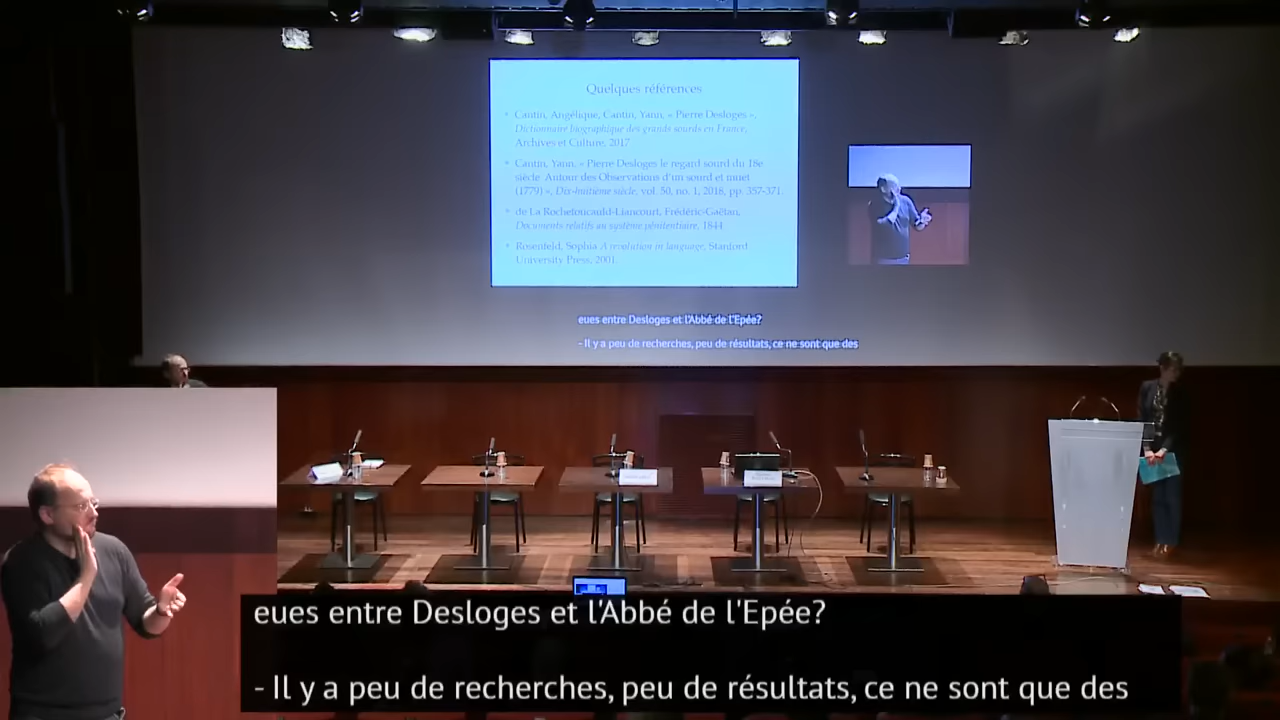 Quelques références
• Cantin, Angélique, Cantin, Yann, « Pierre Desloges »,
Dictionnaire biographique des grands sourds en France,
Archives et Culture, 2017
• Cantin, Yann, « Pierre Desloges le regard sourd du 18e
siècle. Autour des Observations d'un sourd et muet
(1779) », Dix-huitième siècle, vol. 50, no. 1, 2018, pp. 357-371.
• de La Rochefoucauld-Liancourt, Frédéric-Gaëtan,
Documents relatifs au système pénitentiaire, 1844
• Rosenfeld, Sophia A revolution in language, Stanford
University Press, 2001.
eues entre Desloges et l'Abbé de l'Epée?
- Il y a peu de recherches, peu de résultats, ce ne sont que des
eues entre Desloges et l'Abbé de l'Epée?
- Il y a peu de recherches, peu de résultats, ce ne sont que des